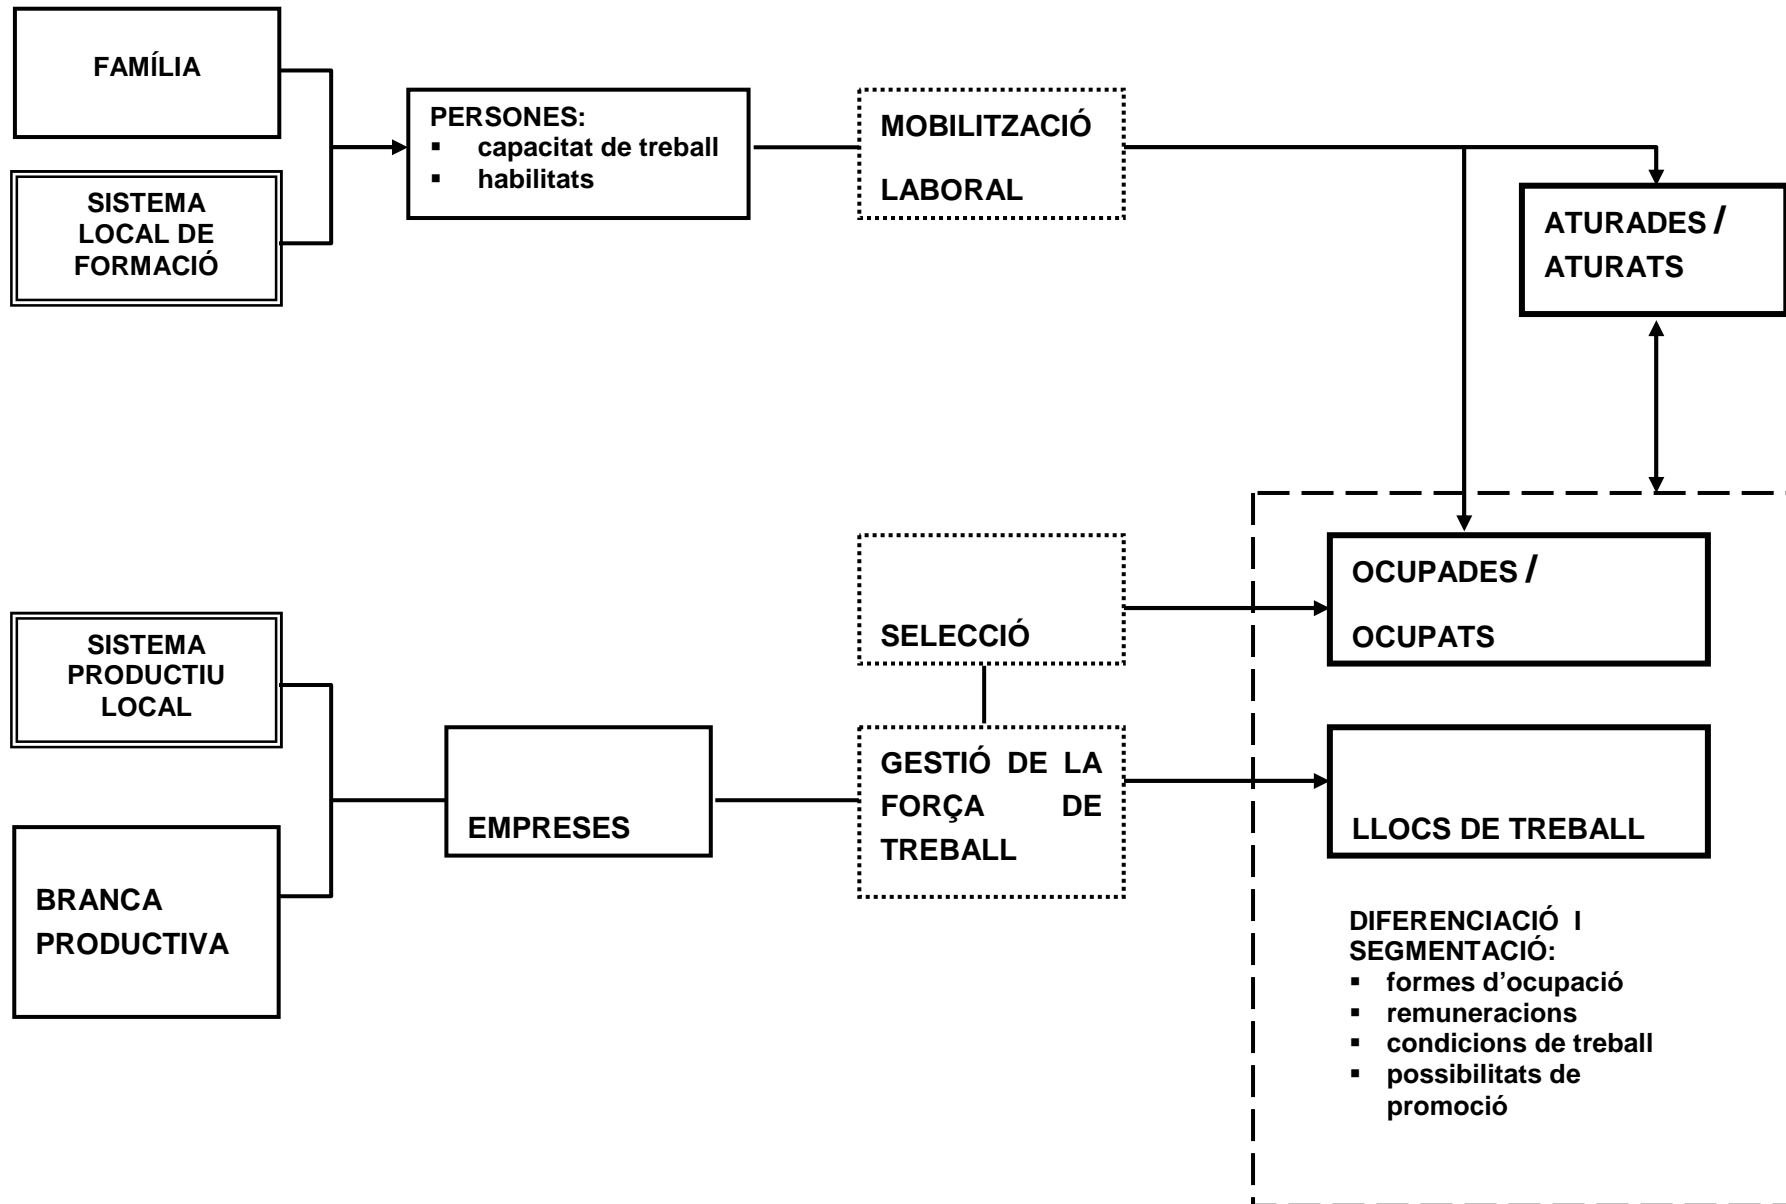 FAMÍLIA
SISTEMA
LOCAL DE
FORMACIÓ
PERSONES:
▪ capacitat de treball
▪ habilitats
MOBILITZACIÓ
LABORAL
ATURADES /
ATURATS
SELECCIÓ
OCUPADES /
OCUPATS
SISTEMA
PRODUCTIU
LOCAL
BRANCA
PRODUCTIVA
EMPRESES
GESTIÓ DE LA
FORÇA DE
TREBALL
LLOCS DE TREBALL
DIFERENCIACIÓ I
SEGMENTACIÓ:
▪ formes d’ocupació
▪ remuneracions
▪ condicions de treball
▪ possibilitats de
promoció